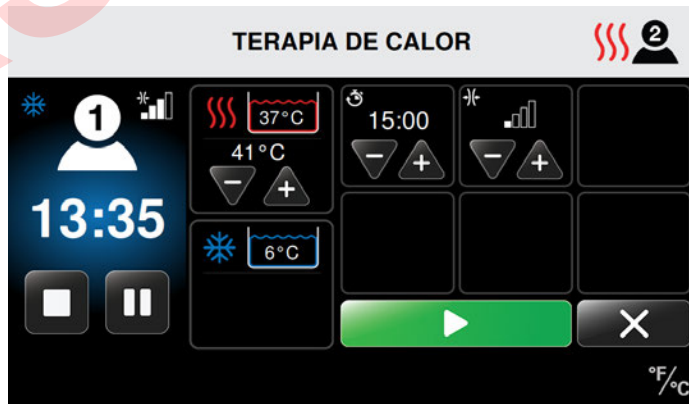 TERAPIA DE CALOR
2
1
13:35
37°C
41°C
- +
6°C
15:00
- +
- +
°F/°C